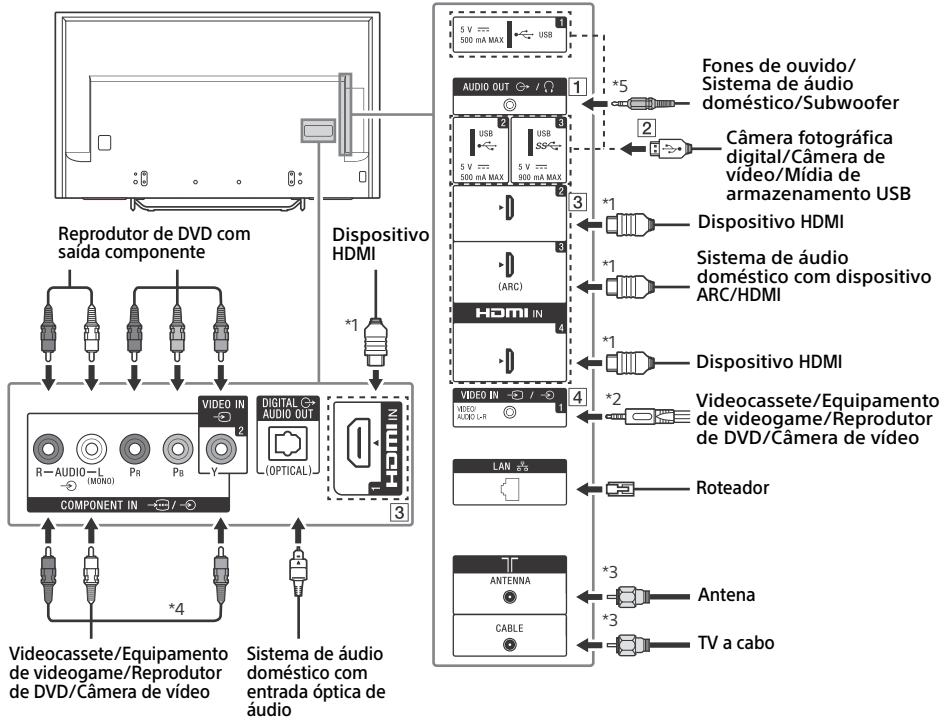 5 V
500 mA MAX
USB
1
AUDIO OUT /
1
*5
Fones de ouvido/
Sistema de áudio
doméstico/Subwoofer
2
USB
5 V
500 mA MAX
3
USB
SS
5 V
900 mA MAX
2
Câmera fotográfica
digital/Câmera de
vídeo/Mídia de
armazenamento USB
2
3
*1
Dispositivo HDMI
3
(ARC)
*1
Sistema de áudio
doméstico com dispositivo
ARC/HDMI
HDMI IN
4
*1
Dispositivo HDMI
VIDEO IN /
4
VIDEO/
AUDIO L-R
1
*2
Videocassete/Equipamento
de videogame/Reprodutor
de DVD/Câmera de vídeo
LAN
Roteador
ANTENNA
*3
Antena
CABLE
*3
TV a cabo
Reprodutor de DVD com
saída componente
Dispositivo
HDMI
*1
VIDEO IN
2
DIGITAL
AUDIO OUT
(OPTICAL)
HDMI IN
1
R—AUDIO—L
(MONO)
PR
PB
Y
COMPONENT IN /
3
*4
Videocassete/Equipamento
de videogame/Reprodutor
de DVD/Câmera de vídeo
Sistema de áudio
doméstico com
entrada óptica de
áudio